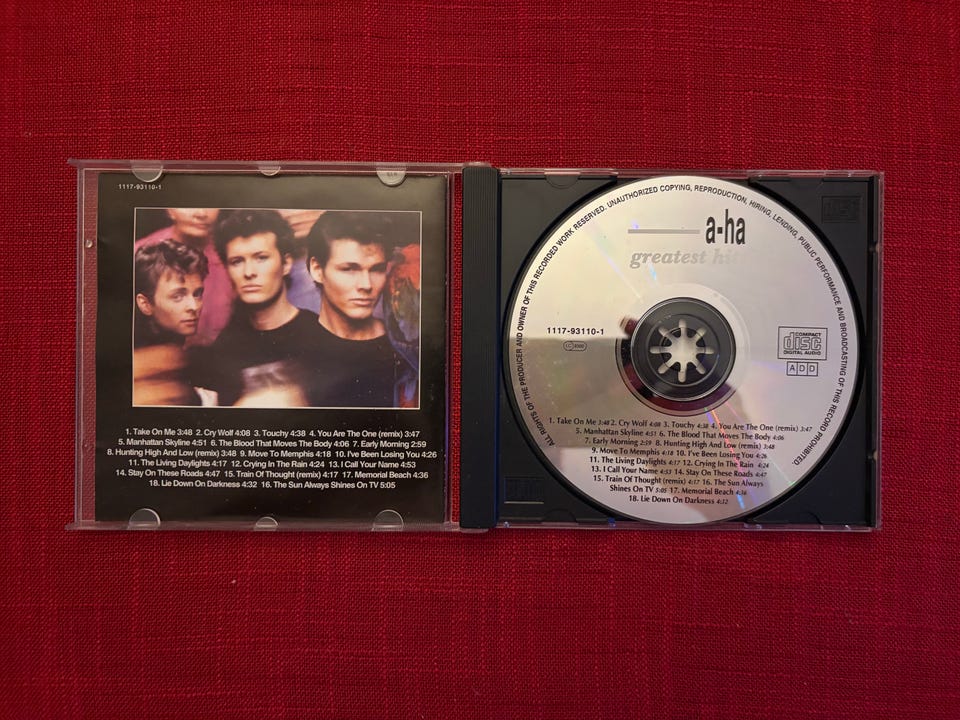 1117-93110-1
1. Take On Me 3:48 2. Cry Wolf 4:08 3. Touchy 4:38 4. You Are The One (remix) 3:47
5. Manhattan Skyline 4:51 6. The Blood That Moves The Body 4:06 7. Early Morning 2:59
8. Hunting High And Low (remix) 3:48 9. Move To Memphis 4:18 10. I've Been Losing You 4:26
11. The Living Daylights 4:17 12. Crying In The Rain 4:24 13. I Call Your Name 4:53
14. Stay On These Roads 4:47 15. Train Of Thought (remix) 4:17 17. Memorial Beach 4:36
18. Lie Down On Darkness 4:32 16. The Sun Always Shines On TV 5:05
ALL RIGHTS OF THE PRODUCER AND OWNER OF THIS RECORDED WORK RESERVED. UNAUTHORIZED COPYING, REPRODUCTION, HIRING, LENDING, PUBLIC PERFORMANCE AND BROADCASTING OF THIS RECORD PROHIBITED.
a-ha
greatest
1117-93110-1
LC
COMPACT
disc
DIGITAL AUDIO
ADD
1. Take On Me 3:48 2. Cry Wolf 4:08 3. Touchy 4:38 4. You Are The One (remix) 3:47
5. Manhattan Skyline 4:51 6. The Blood That Moves The Body 4:06
7. Early Morning 2:59 8. Hunting High And Low (remix) 3:48
9. Move To Memphis 4:18 10. I've Been Losing You 4:26
11. The Living Daylights 4:17 12. Crying In The Rain 4:24
13. I Call Your Name 4:53 14. Stay On These Roads 4:47
15. Train Of Thought (remix) 4:17 16. The Sun Always
Shines On TV 5:05 17. Memorial Beach 4:36
18. Lie Down On Darkness 4:32